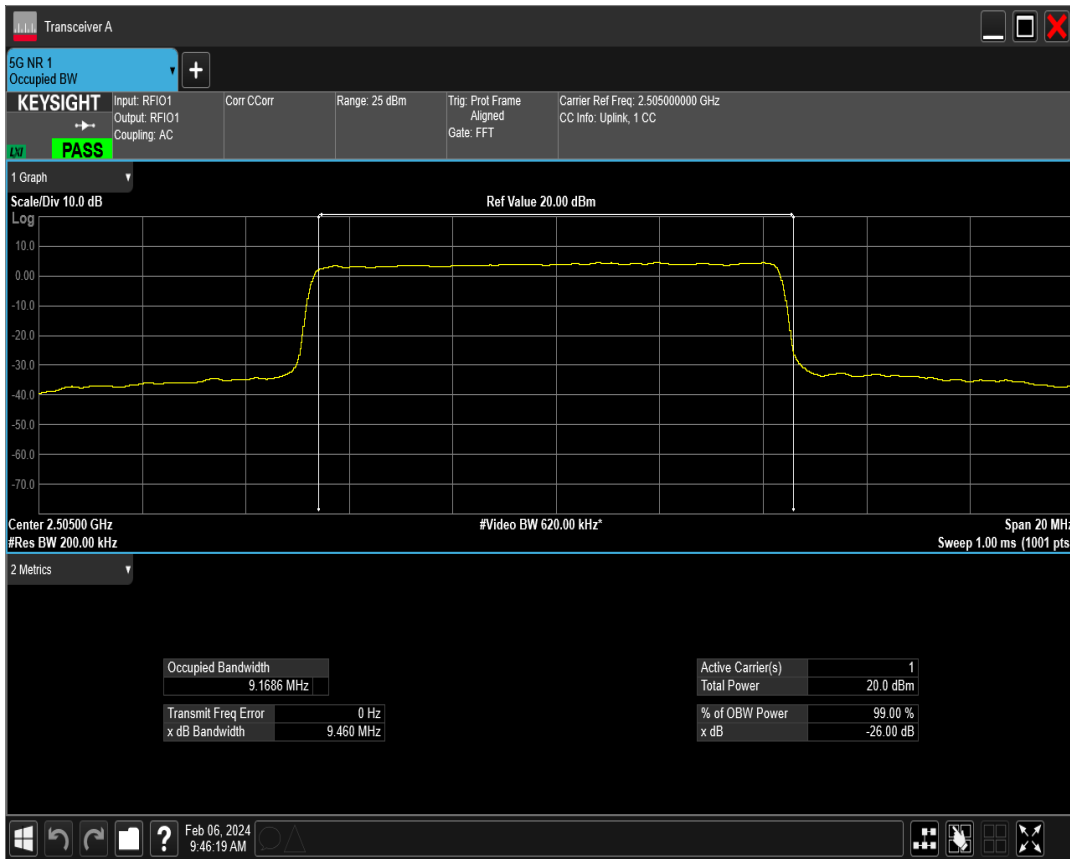 Transceiver A
5G NR 1
Occupied BW
KEYSIGHT
LXI
PASS
Input: RFIO1
Output: RFIO1
Coupling: AC
Corr CCorr
Range: 25 dBm
Trig: Prot Frame
Aligned
Gate: FFT
Carrier Ref Freq: 2.505000000 GHz
CC Info: Uplink, 1 CC
1 Graph
Scale/Div 10.0 dB
Ref Value 20.00 dBm
Log
10.0
0.00
-10.0
-20.0
-30.0
-40.0
-50.0
-60.0
-70.0
Center 2.50500 GHz
#Video BW 620.00 kHz*
Span 20 MHz
#Res BW 200.00 kHz
Sweep 1.00 ms (1001 pts
2 Metrics
Occupied Bandwidth
9.1686 MHz
Transmit Freq Error 0 Hz
x dB Bandwidth 9.460 MHz
Active Carrier(s) 1
Total Power 20.0 dBm
% of OBW Power 99.00 %
x dB -26.00 dB
?
Feb 06, 2024
9:46:19 AM